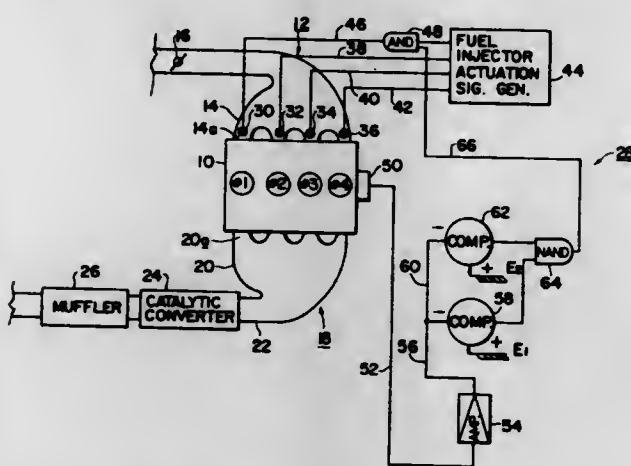 16
12
46
48
AND
38
40
42
FUEL
INJECTOR
ACTUATION
SIG. GEN.
44
14
30
32
34
36
14a
10
50
#1
#2
#3
#4
66
62
COMP.
NAND
64
60
E2
58
COMP.
E1
56
52
54
20a
20
26
24
MUFFLER
CATALYTIC
CONVERTER
22
18